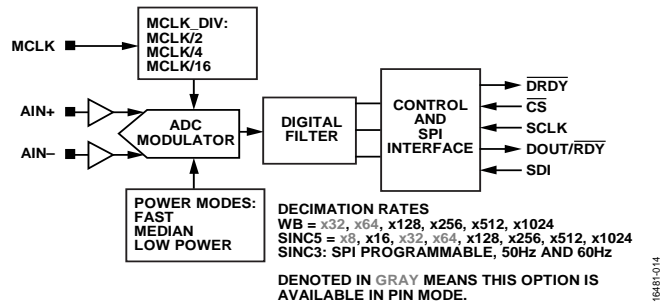 MCLK
MCLK_DIV:
MCLK/2
MCLK/4
MCLK/16
AIN+
AIN–
ADC
MODULATOR
DIGITAL
FILTER
CONTROL
AND
SPI
INTERFACE
DRDY
CS
SCLK
DOUT/RDY
SDI
POWER MODES:
FAST
MEDIAN
LOW POWER
DECIMATION RATES
WB = x32, x64, x128, x256, x512, x1024
SINC5 = x8, x16, x32, x64, x128, x256, x512, x1024
SINC3: SPI PROGRAMMABLE, 50Hz AND 60Hz
DENOTED IN GRAY MEANS THIS OPTION IS
AVAILABLE IN PIN MODE.
16481-014